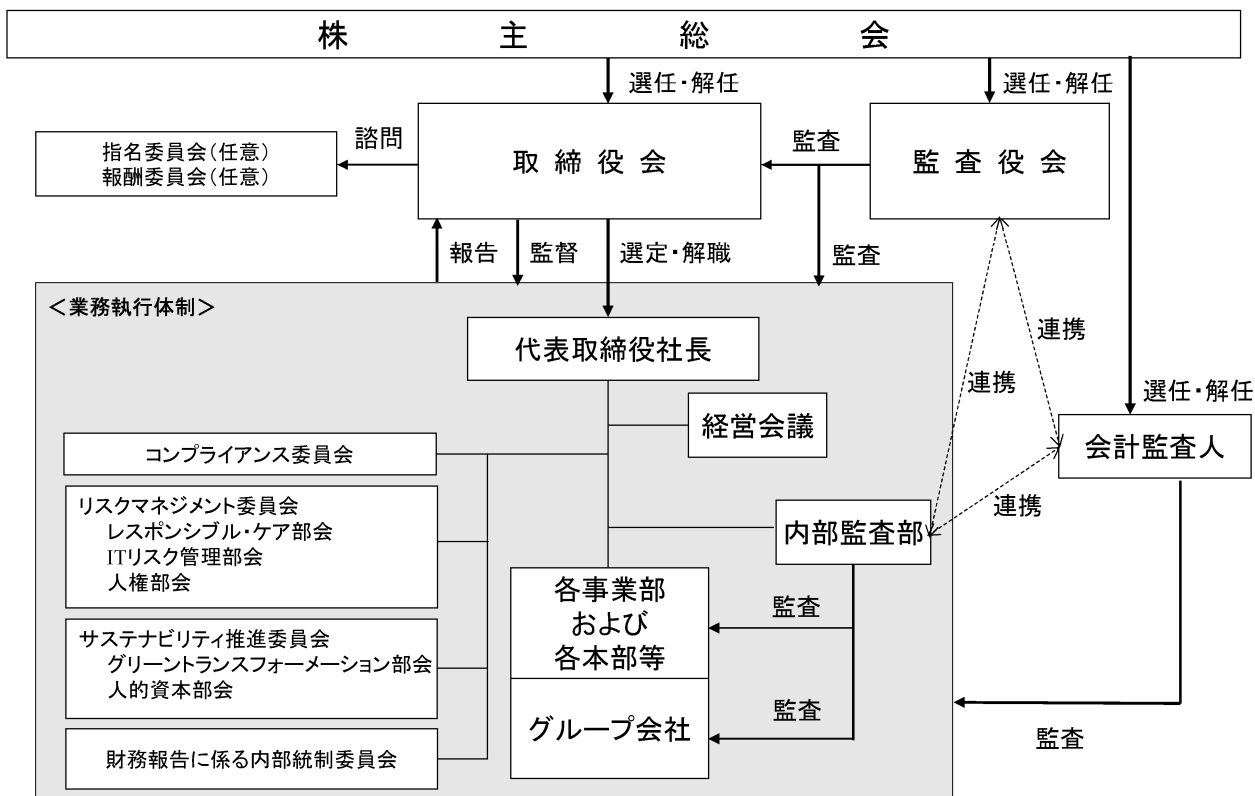 株主総会
選任・解任
選任・解任
指名委員会(任意)
報酬委員会(任意)
諮問
取締役会
監査
監査役会
報告
監督
選定・解職
監査
＜業務執行体制＞
代表取締役社長
連携
連携
経営会議
選任・解任
会計監査人
コンプライアンス委員会
リスクマネジメント委員会
レスポンシブル・ケア部会
ITリスク管理部会
人権部会
内部監査部
連携
各事業部
および
各本部等
監査
サステナビリティ推進委員会
グリーントランスフォーメーション部会
人的資本部会
グループ会社
監査
監査
財務報告に係る内部統制委員会